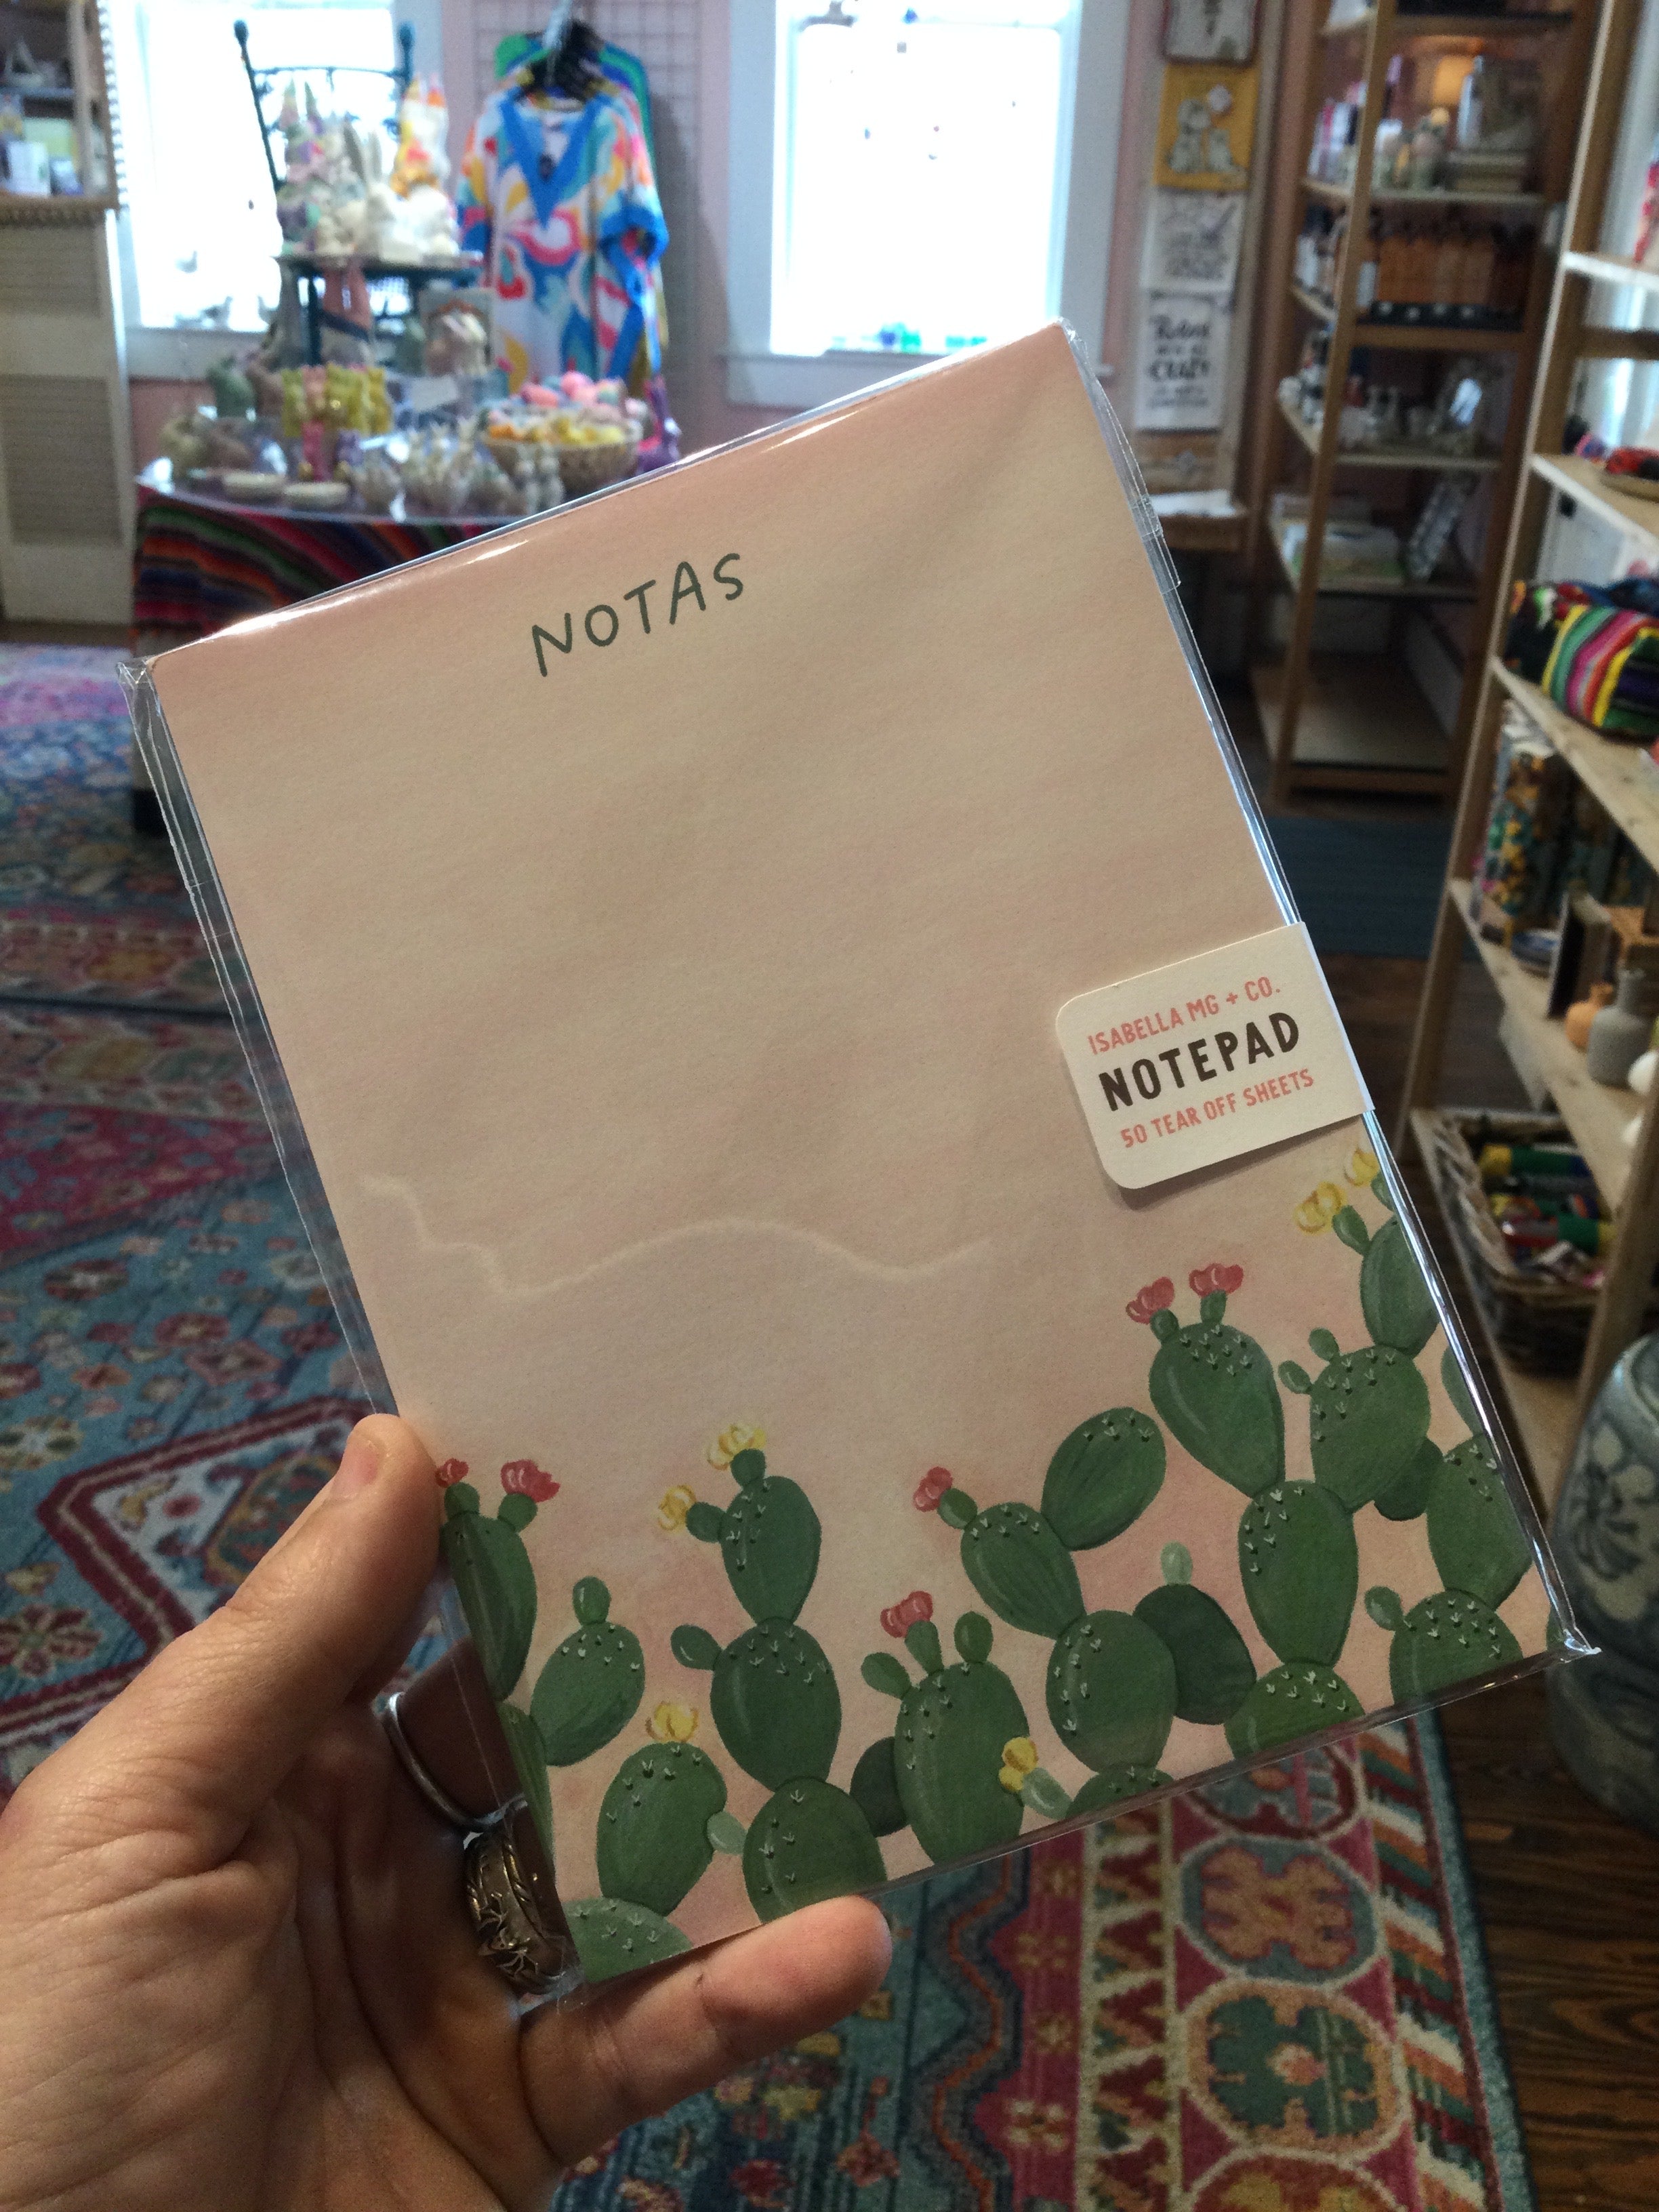 NOTAS
ISABELLA MG + CO.
NOTEPAD
50 TEAR OFF SHEETS